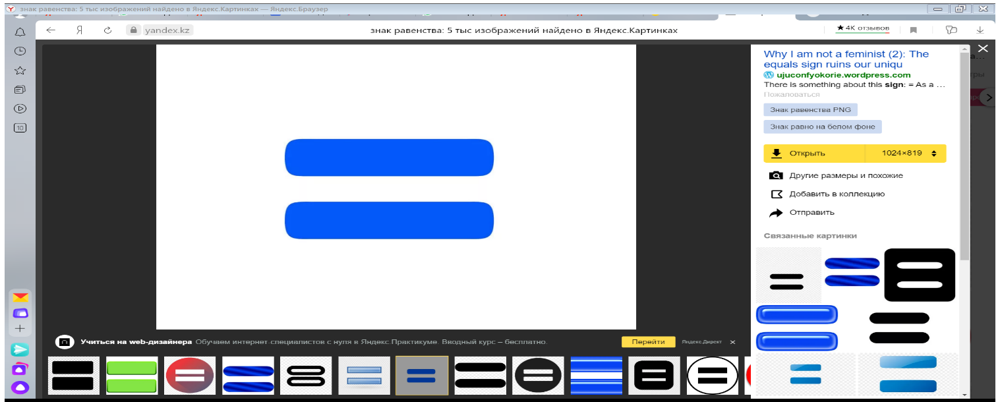 знак равенства: 5 тыс изображений найдено в Яндекс.Картинках — Яндекс.Браузер
Я yandex.kz знак равенства: 5 тыс изображений найдено в Яндекс.Картинках ★ 4K отзывов
10
Why I am not a feminist (2): The
equals sign ruins our uniqu
ujuconfyokorie.wordpress.com
There is something about this sign: = As a …
Пожаловаться
Знак равенства PNG
Знак равно на белом фоне
Открыть 1024×819
Другие размеры и похожие
Добавить в коллекцию
Отправить
Связанные картинки
Учиться на web-дизайнера Обучаем интернет-специалистов с нуля в Яндекс.Практикуме. Вводный курс – бесплатно. Перейти Яндекс.Директ